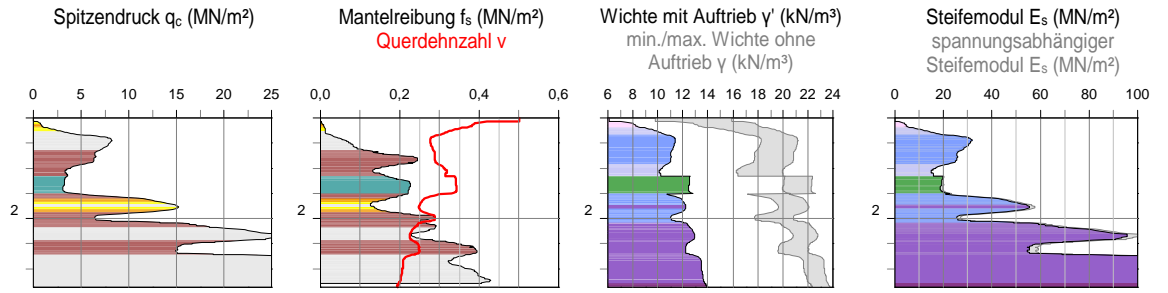 Spitzendruck qc (MN/m²)
0 5 10 15 20 25
2
Mantelreibung fs (MN/m²)
Querdehnzahl ν
0,0 0,2 0,4 0,6
2
Wichte mit Auftrieb γ' (kN/m³)
min./max. Wichte ohne
Auftrieb γ (kN/m³)
6 8 10 12 14 16 18 20 22 24
2
Steifemodul Es (MN/m²)
spannungsabhängiger
Steifemodul Es (MN/m²)
0 20 40 60 80 100
2